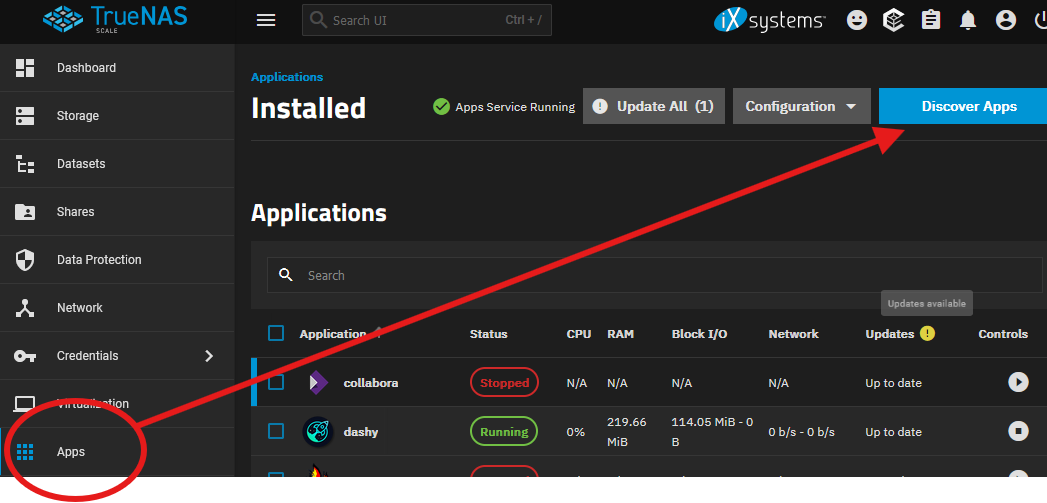 TrueNAS
SCALE
Search UI
Ctrl + /
iXsystems™
Dashboard
Storage
Datasets
Shares
Data Protection
Network
Credentials
Virtualization
Apps
Applications
Installed
Apps Service Running
Update All (1)
Configuration
Discover Apps
Applications
Search
Updates available
Application Status CPU RAM Block I/O Network Updates Controls
collabora Stopped N/A N/A N/A N/A Up to date
dashy Running 0% 219.66 MiB 114.05 MiB - 0 B 0 b/s - 0 b/s Up to date